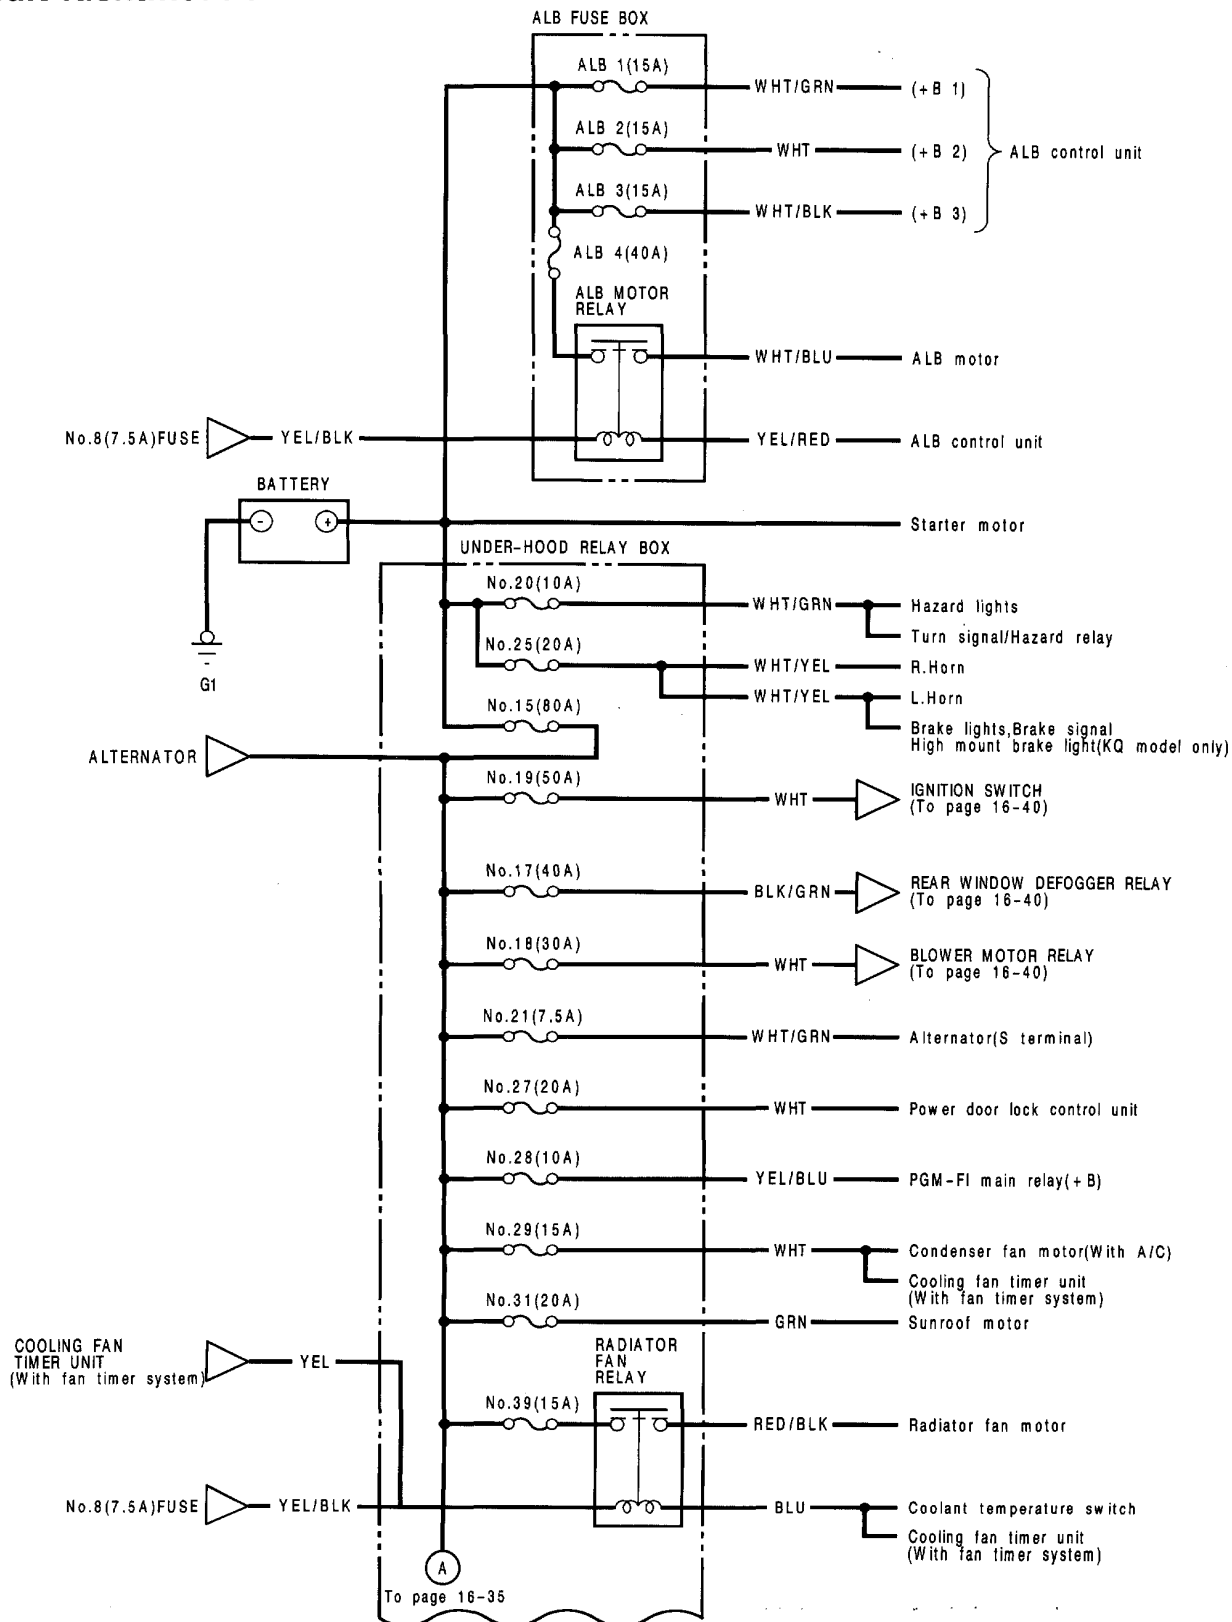 ALB FUSE BOX
ALB 1(15A)
WHT/GRN
(+B 1)
ALB 2(15A)
WHT
(+B 2)
ALB control unit
ALB 3(15A)
WHT/BLK
(+B 3)
ALB 4(40A)
ALB MOTOR
RELAY
WHT/BLU
ALB motor
No.8(7.5A)FUSE
YEL/BLK
YEL/RED
ALB control unit
BATTERY
-
+
Starter motor
UNDER-HOOD RELAY BOX
No.20(10A)
WHT/GRN
Hazard lights
Turn signal/Hazard relay
No.25(20A)
WHT/YEL
R.Horn
G1
WHT/YEL
L.Horn
No.15(80A)
Brake lights,Brake signal
High mount brake light(KQ model only)
ALTERNATOR
No.19(50A)
WHT
IGNITION SWITCH
(To page 16-40)
No.17(40A)
BLK/GRN
REAR WINDOW DEFOGGER RELAY
(To page 16-40)
No.18(30A)
WHT
BLOWER MOTOR RELAY
(To page 16-40)
No.21(7.5A)
WHT/GRN
Alternator(S terminal)
No.27(20A)
WHT
Power door lock control unit
No.28(10A)
YEL/BLU
PGM-FI main relay(+B)
No.29(15A)
WHT
Condenser fan motor(With A/C)
Cooling fan timer unit
(With fan timer system)
No.31(20A)
GRN
Sunroof motor
COOLING FAN
TIMER UNIT
(With fan timer system)
YEL
RADIATOR
FAN
RELAY
No.39(15A)
RED/BLK
Radiator fan motor
No.8(7.5A)FUSE
YEL/BLK
BLU
Coolant temperature switch
Cooling fan timer unit
(With fan timer system)
A
To page 16-35